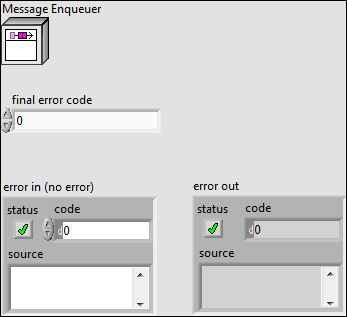 Message Enqueuer
final error code
0
error in (no error)
status code
d 0
source
error out
status code
d 0
source